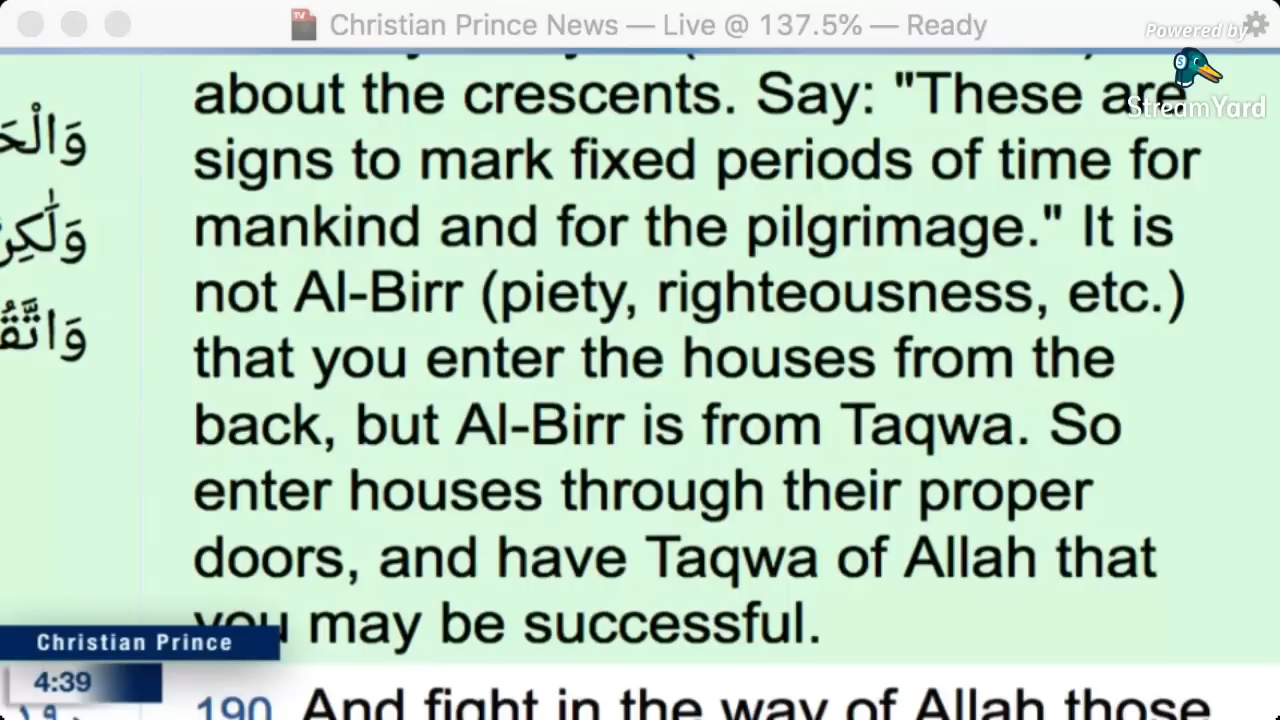 Christian Prince News — Live @ 137.5% — Ready
Powered by
StreamYard
about the crescents. Say: "These are
signs to mark fixed periods of time for
mankind and for the pilgrimage." It is
not Al-Birr (piety, righteousness, etc.)
that you enter the houses from the
back, but Al-Birr is from Taqwa. So
enter houses through their proper
doors, and have Taqwa of Allah that
you may be successful.
190 And fight in the way of Allah those
Christian Prince
4:39